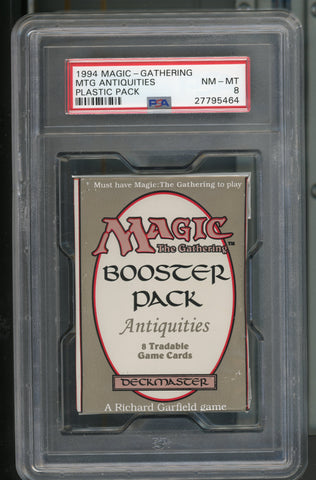 1994 MAGIC - GATHERING
MTG ANTIQUITIES
PLASTIC PACK
NM - MT
8
PSA
27795464
Must have Magic: The Gathering to play
MAGIC
The Gathering™
BOOSTER
PACK
Antiquities
8 Tradable
Game Cards
DECKMASTER
A Richard Garfield game